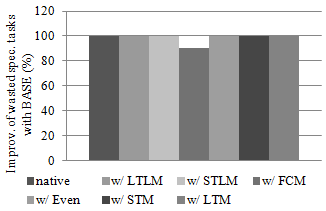 Improv. of wasted spec. tasks
with BASE (%)
120
100
80
60
40
20
0
native w/ LTLM w/ STLM w/ FCM
w/ Even w/ STM w/ LTM